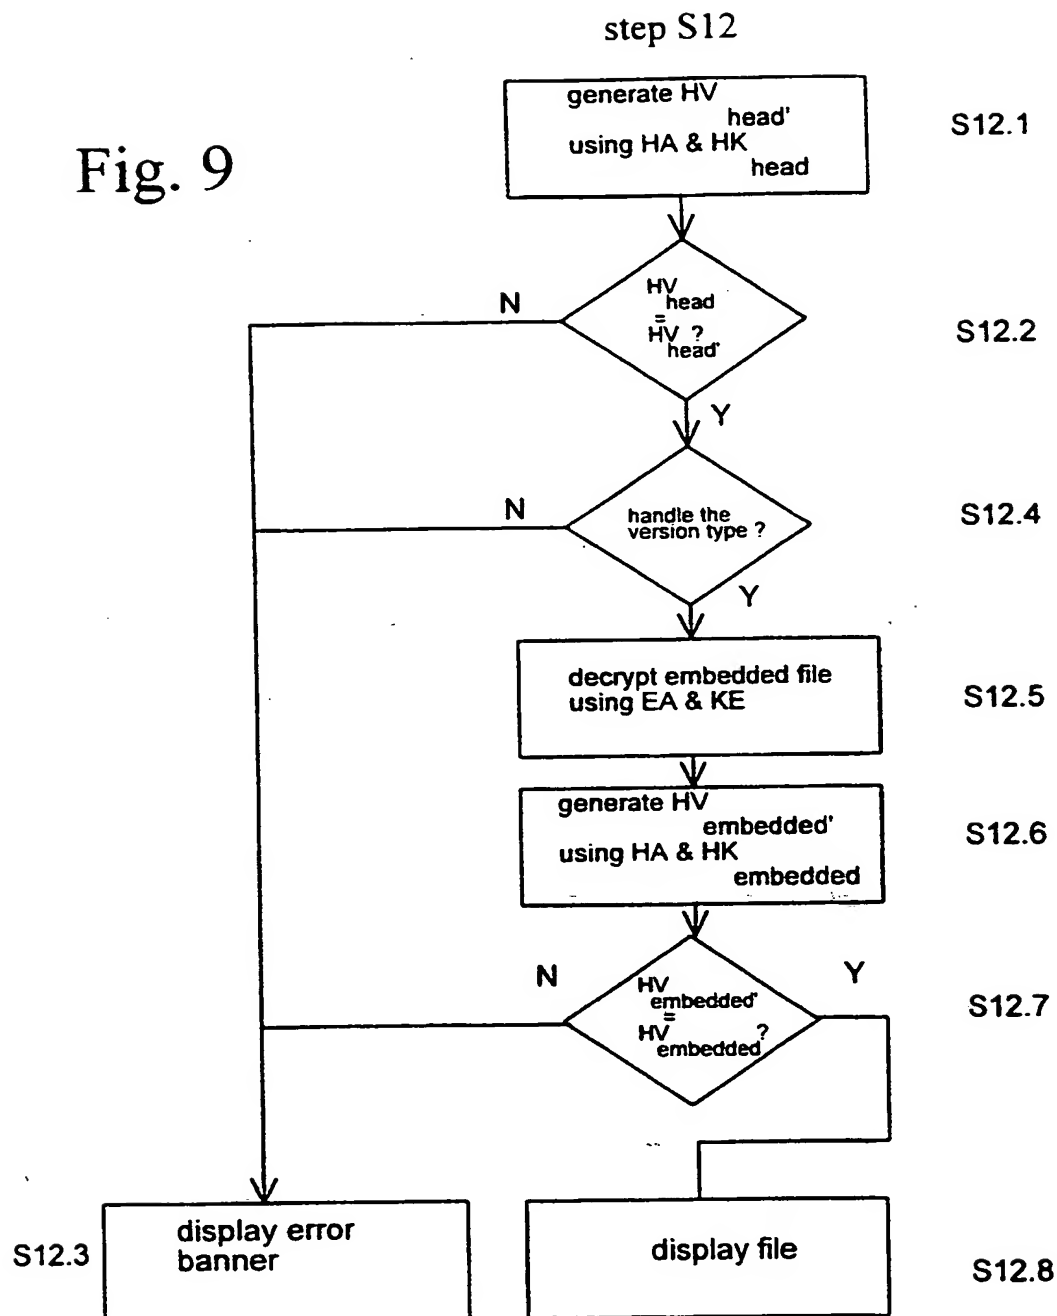 step S12
Fig. 9
generate HV
head'
using HA & HK
head
S12.1
N
HV
head
=
HV ?
head'
S12.2
Y
N
handle the
version type ?
S12.4
Y
decrypt embedded file
using EA & KE
S12.5
generate HV
embedded'
using HA & HK
embedded
S12.6
N
Y
HV
embedded'
=
HV ?
embedded
S12.7
S12.3
display error
banner
display file
S12.8